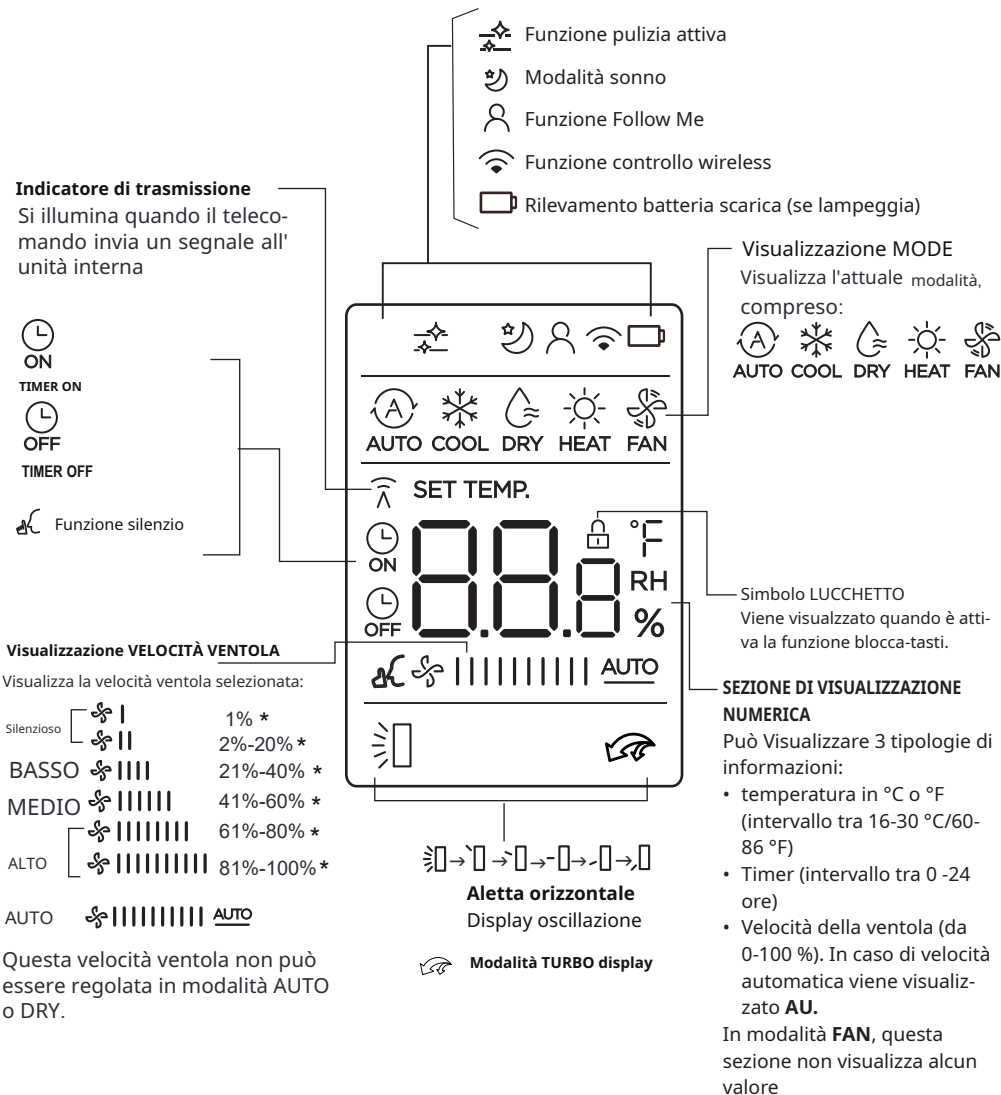 Funzione pulizia attiva
Modalità sonno
Funzione Follow Me
Funzione controllo wireless
Rilevamento batteria scarica (se lampeggia)
Indicatore di trasmissione
Si illumina quando il teleco-
mando invia un segnale all'
unità interna
Visualizzazione MODE
Visualizza l'attuale modalità,
compreso:
AUTO COOL DRY HEAT FAN
ON
TIMER ON
OFF
TIMER OFF
Funzione silenzio
A
AUTO COOL DRY HEAT FAN
SET TEMP.
ON
OFF
88.8
°F
RH
%
AUTO
Simbolo LUCCHETTO
Viene visualzzato quando è atti-
va la funzione blocca-tasti.
Visualizzazione VELOCITÀ VENTOLA
Visualizza la velocità ventola selezionata:
Silenzioso
1% *
2%-20% *
BASSO 21%-40% *
MEDIO 41%-60% *
61%-80% *
ALTO 81%-100% *
AUTO AUTO
Questa velocità ventola non può
essere regolata in modalità AUTO
o DRY.
Aletta orizzontale
Display oscillazione
Modalità TURBO display
SEZIONE DI VISUALIZZAZIONE
NUMERICA
Può Visualizzare 3 tipologie di
informazioni:
• temperatura in °C o °F
(intervallo tra 16-30 °C/60-
86 °F)
• Timer (intervallo tra 0 -24
ore)
• Velocità della ventola (da
0-100 %). In caso di velocità
automatica viene visualiz-
zato AU.
In modalità FAN, questa
sezione non visualizza alcun
valore